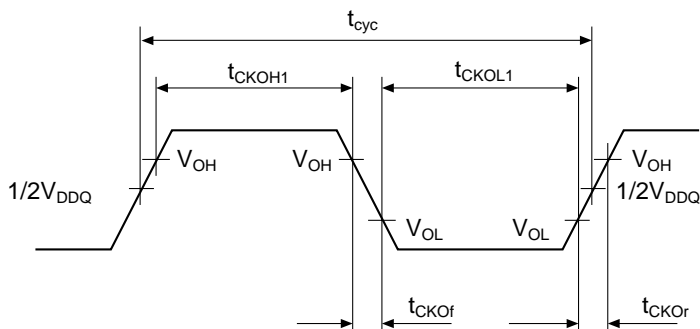 tcyc
tCKOH1 tCKOL1
VOH VOH VOH
1/2VDDQ 1/2VDDQ
VOL VOL
tCKOf tCKOr